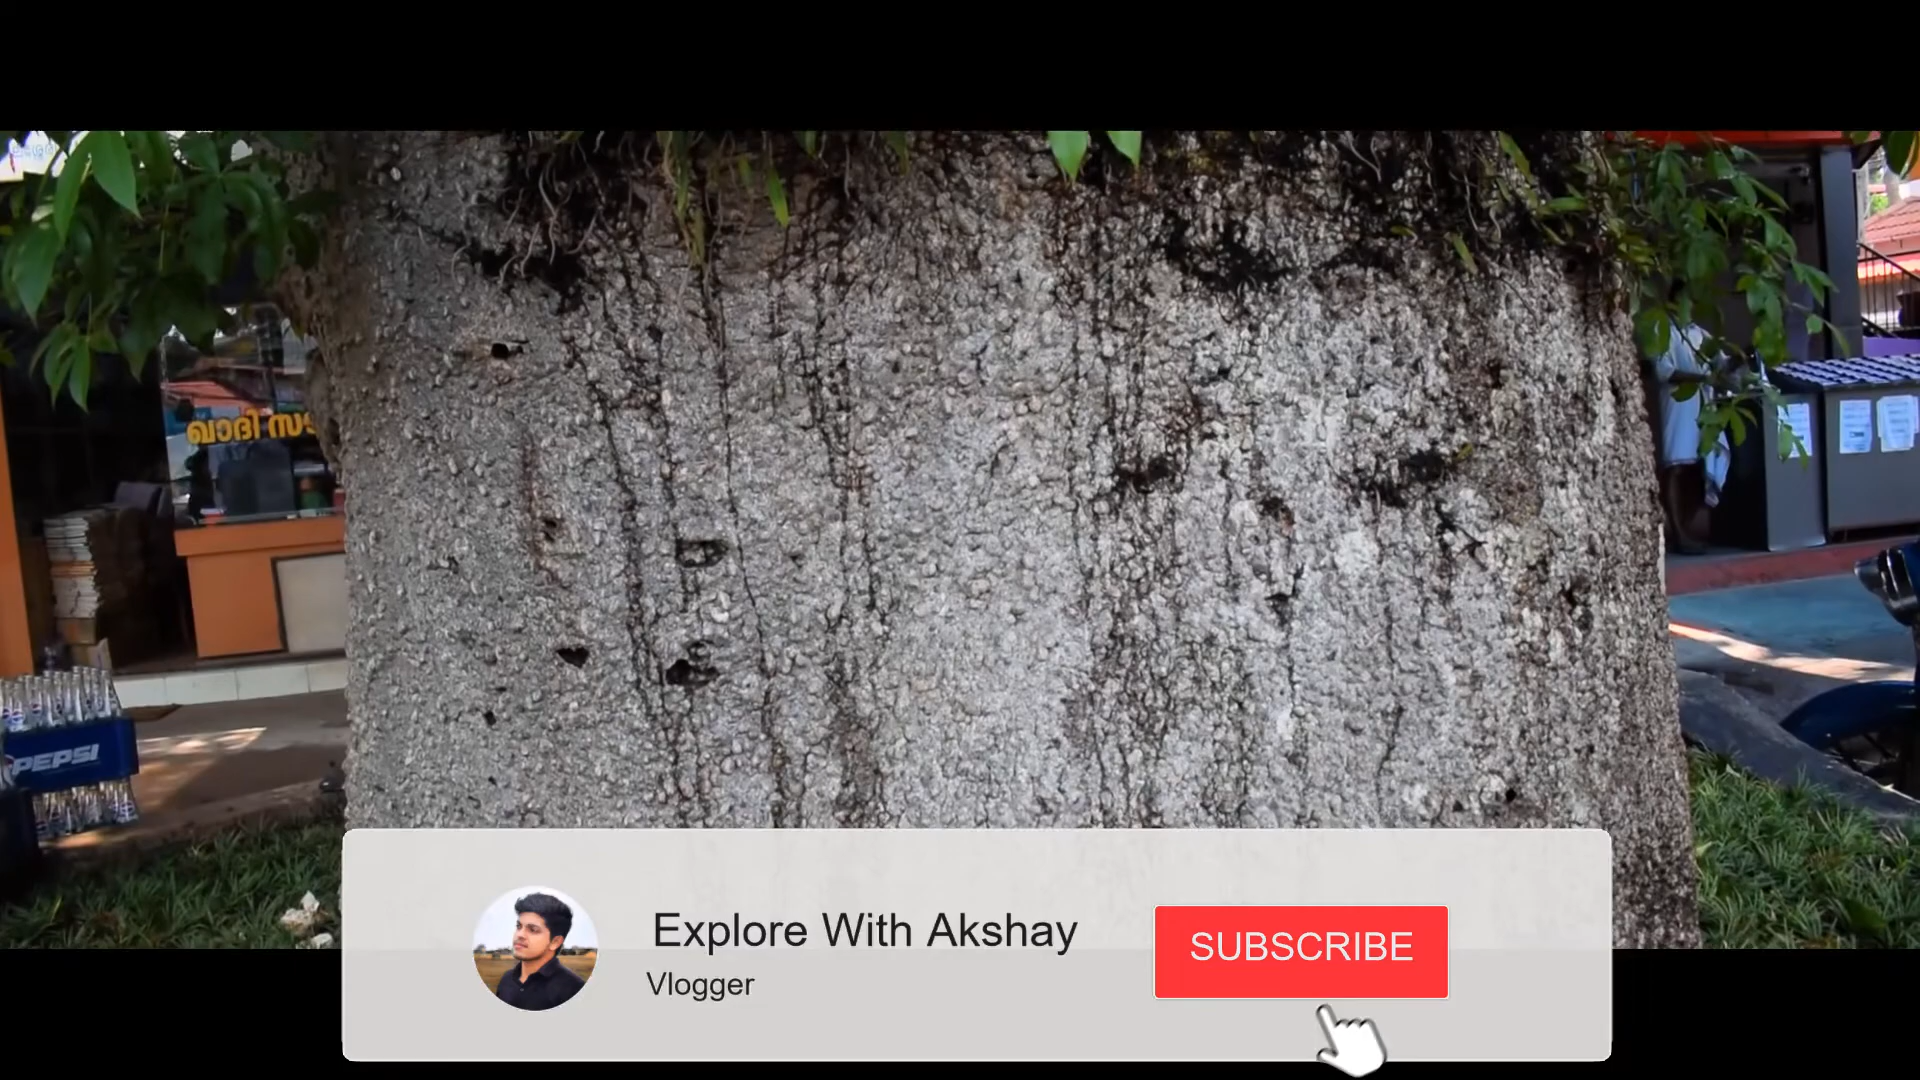 ഖാദി
PEPSI
Explore With Akshay
Vlogger
SUBSCRIBE